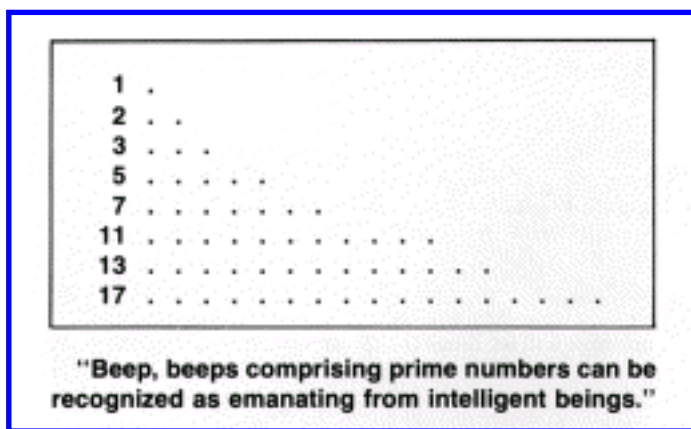 1 .
2 . .
3 . . .
5 . . . . .
7 . . . . . . .
11 . . . . . . . . . . .
13 . . . . . . . . . . . . .
17 . . . . . . . . . . . . . . . . .
"Beep, beeps comprising prime numbers can be
recognized as emanating from intelligent beings."